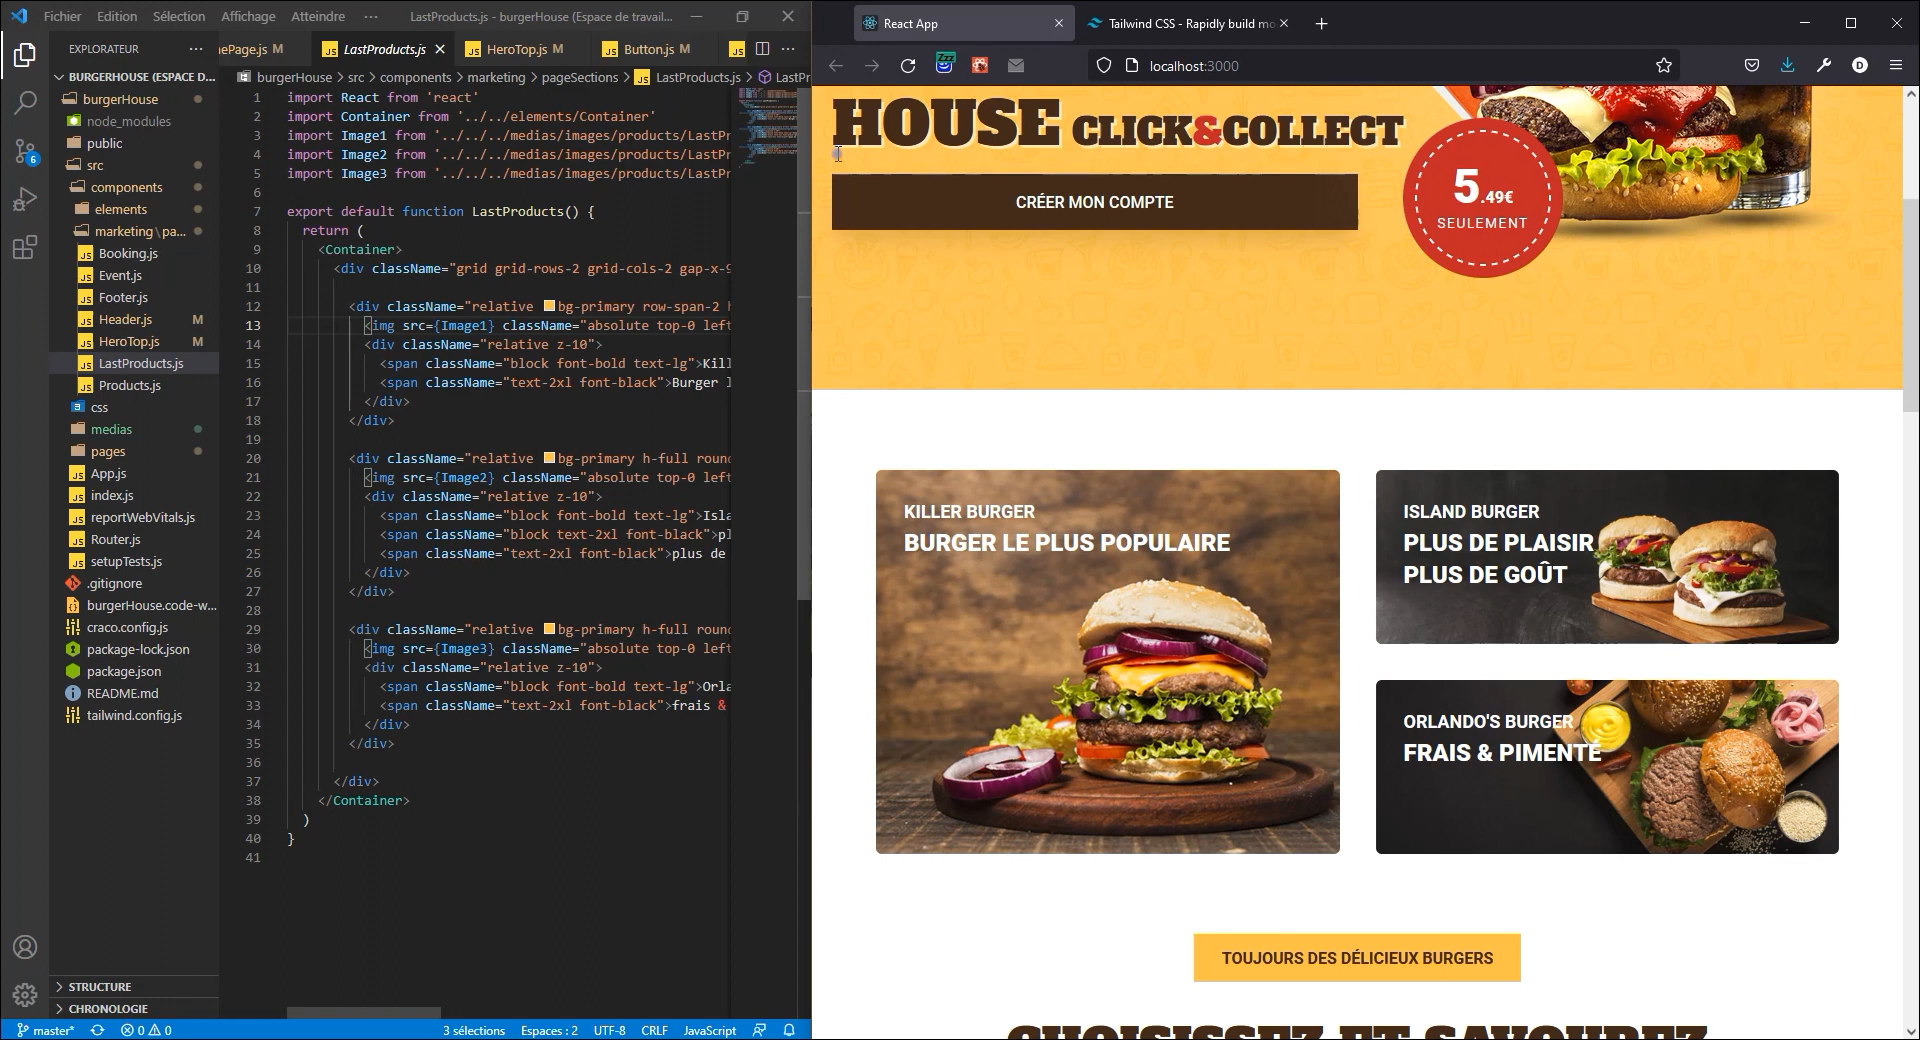 Fichier Edition Sélection Affichage Atteindre ··· LastProducts.js - burgerHouse (Espace de travail...
EXPLORATEUR ···
BURGERHOUSE (ESPACE D...
burgerHouse
node_modules
public
src
components
elements
marketing\pa...
Booking.js
Event.js
Footer.js
Header.js M
HeroTop.js M
LastProducts.js
Products.js
css
medias
pages
App.js
index.js
reportWebVitals.js
Router.js
setupTests.js
.gitignore
burgerHouse.code-w...
craco.config.js
package-lock.json
package.json
README.md
tailwind.config.js
STRUCTURE
CHRONOLOGIE
6
ePage.js M LastProducts.js HeroTop.js M Button.js M
burgerHouse > src > components > marketing > pageSections > LastProducts.js > LastPr
1 import React from 'react'
2 import Container from '../../elements/Container'
3 import Image1 from '../../../medias/images/products/LastPr
4 import Image2 from '../../../medias/images/products/LastPr
5 import Image3 from '../../../medias/images/products/LastPr
6
7 export default function LastProducts() {
8 return (
9 <Container>
10 <div className="grid grid-rows-2 grid-cols-2 gap-x-9
11
12 <div className="relative bg-primary row-span-2 h
13 <img src={Image1} className="absolute top-0 left
14 <div className="relative z-10">
15 <span className="block font-bold text-lg">Kill
16 <span className="text-2xl font-black">Burger l
17 </div>
18 </div>
19
20 <div className="relative bg-primary h-full roun
21 <img src={Image2} className="absolute top-0 left
22 <div className="relative z-10">
23 <span className="block font-bold text-lg">Isla
24 <span className="block text-2xl font-black">pl
25 <span className="text-2xl font-black">plus de
26 </div>
27 </div>
28
29 <div className="relative bg-primary h-full roun
30 <img src={Image3} className="absolute top-0 left
31 <div className="relative z-10">
32 <span className="block font-bold text-lg">Orla
33 <span className="text-2xl font-black">frais &
34 </div>
35 </div>
36
37 </div>
38 </Container>
39 )
40 }
41
master* 0 0 3 sélections Espaces : 2 UTF-8 CRLF JavaScript
React App Tailwind CSS - Rapidly build mo
localhost:3000
D
HOUSE CLICK&COLLECT
CRÉER MON COMPTE
5.49€
SEULEMENT
KILLER BURGER
BURGER LE PLUS POPULAIRE
ISLAND BURGER
PLUS DE PLAISIR
PLUS DE GOÛT
ORLANDO'S BURGER
FRAIS & PIMENTÉ
TOUJOURS DES DÉLICIEUX BURGERS
CHOISISSEZ ET SAVOUREZ